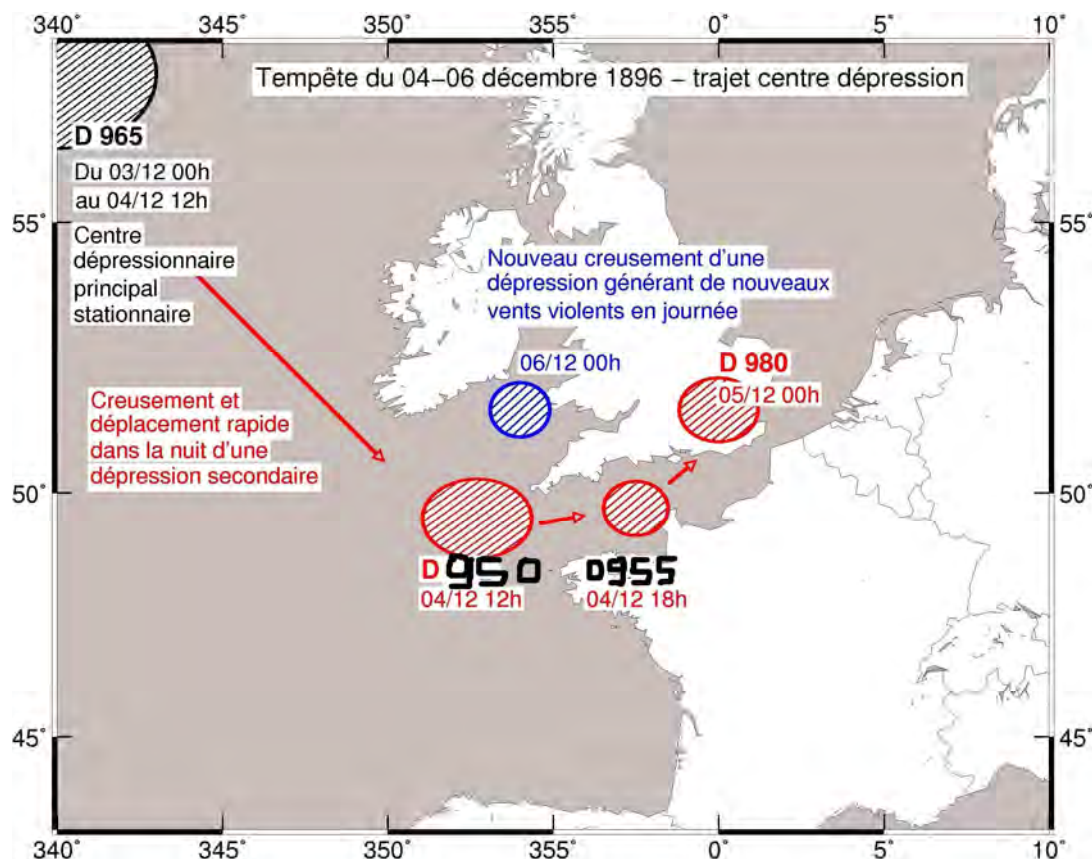 340˚ 345˚ 350˚ 355˚ 0˚ 5˚ 10˚
Tempête du 04–06 décembre 1896 – trajet centre dépression
D 965
Du 03/12 00h
au 04/12 12h
55˚ 55˚
Centre
dépressionnaire
principal
stationnaire
Nouveau creusement d'une
dépression générant de nouveaux
vents violents en journée
06/12 00h
D 980
05/12 00h
Creusement et
déplacement rapide
dans la nuit d'une
dépression secondaire
50˚ 50˚
D 950
04/12 12h
D955
04/12 18h
45˚ 45˚
340˚ 345˚ 350˚ 355˚ 0˚ 5˚ 10˚